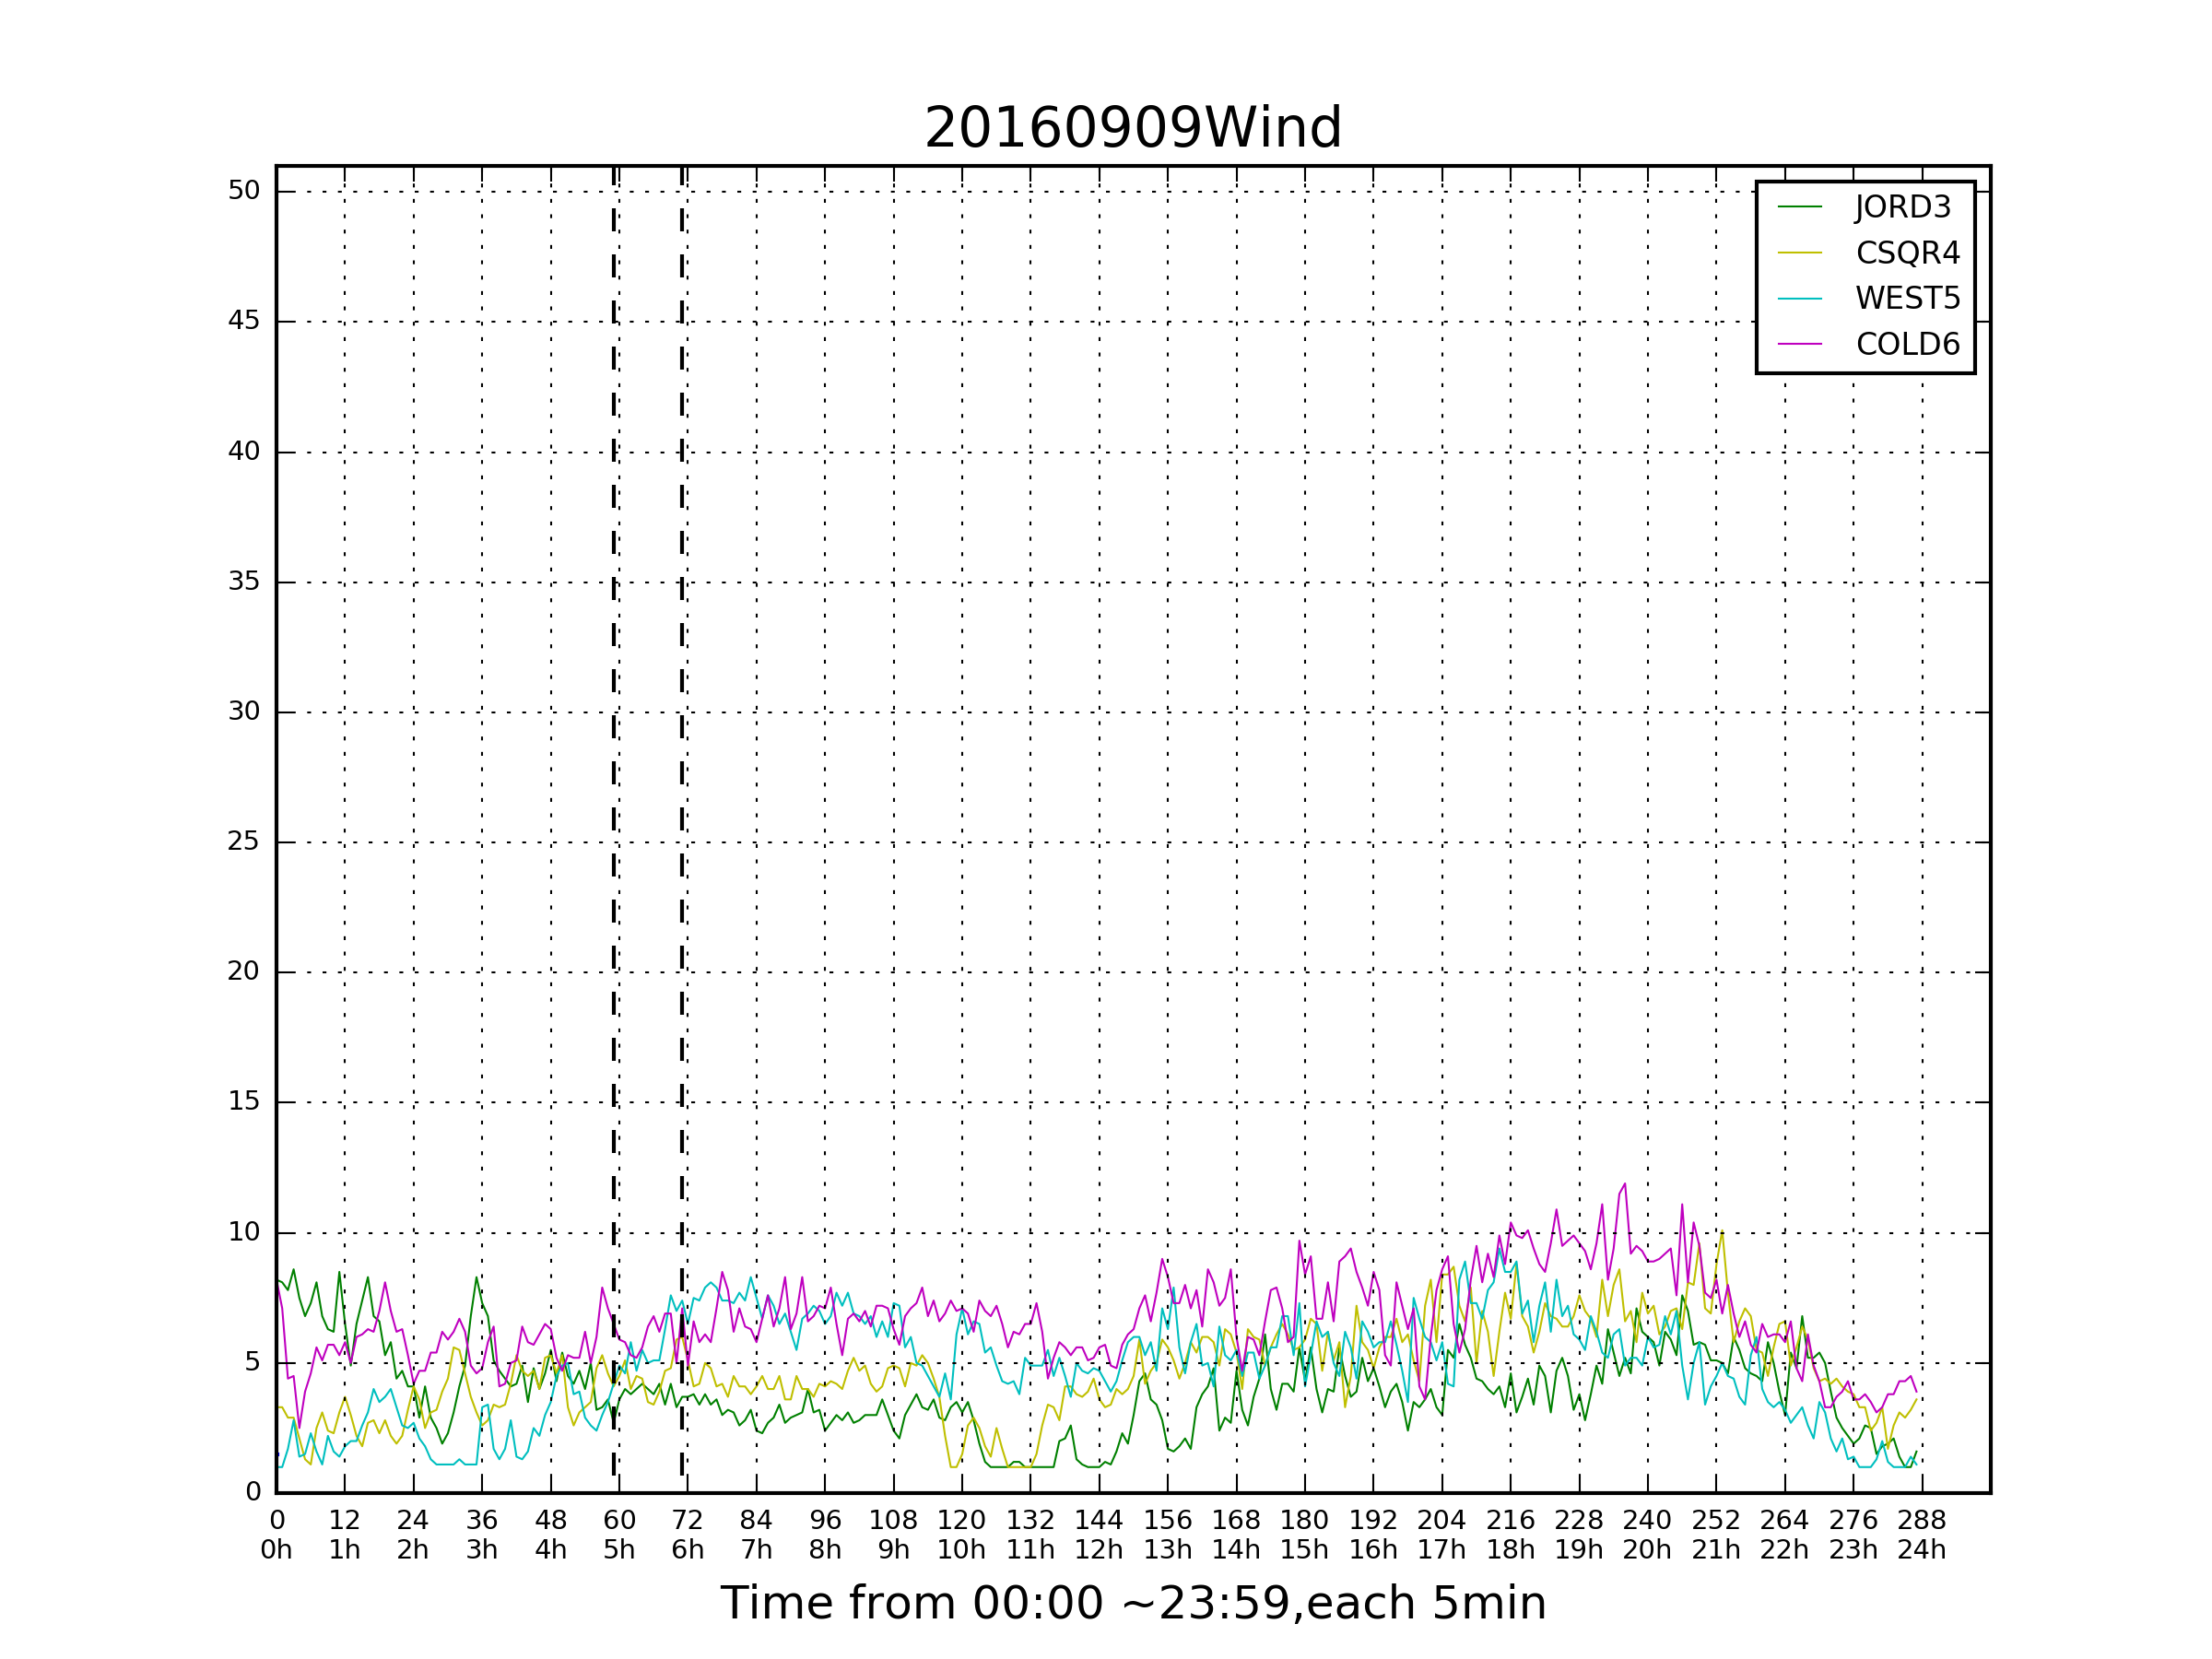 20160909Wind
50
45
40
35
30
25
20
15
10
5
0
JORD3
CSQR4
WEST5
COLD6
0 12 24 36 48 60 72 84 96 108 120 132 144 156 168 180 192 204 216 228 240 252 264 276 288
0h 1h 2h 3h 4h 5h 6h 7h 8h 9h 10h 11h 12h 13h 14h 15h 16h 17h 18h 19h 20h 21h 22h 23h 24h
Time from 00:00 ~23:59,each 5min